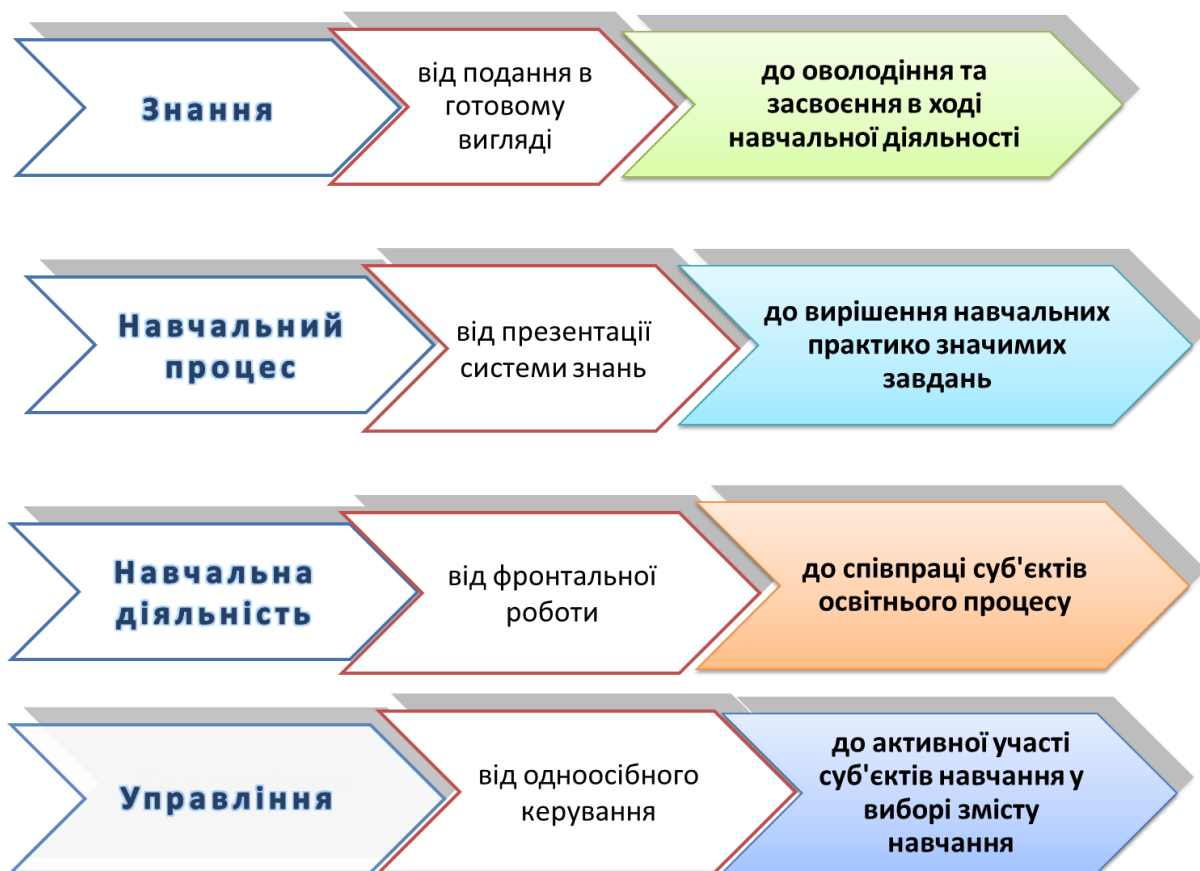 Знання
від подання в
готовому
вигляді
до оволодіння та
засвоєння в ході
навчальної діяльності
Навчальний
процес
від презентації
системи знань
до вирішення навчальних
практико значимих
завдань
Навчальна
діяльність
від фронтальної
роботи
до співпраці суб'єктів
освітнього процесу
Управління
від одноосібного
керування
до активної участі
суб'єктів навчання у
виборі змісту
навчання